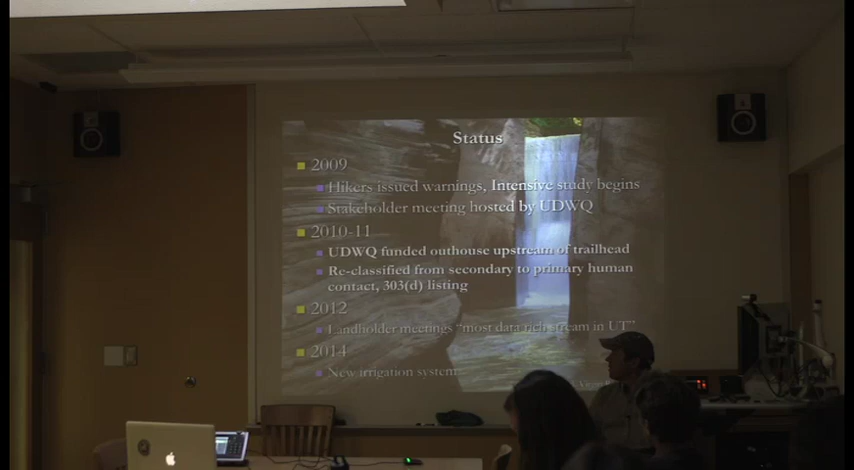 Status
2009
Hikers issued warnings, Intensive study begins
Stakeholder meeting hosted by UDWQ
2010-11
UDWQ funded outhouse upstream of trailhead
Re-classified from secondary to primary human
contact, 303(d) listing
2012
Landholder meetings "most data rich stream in UT"
2014
New irrigation system